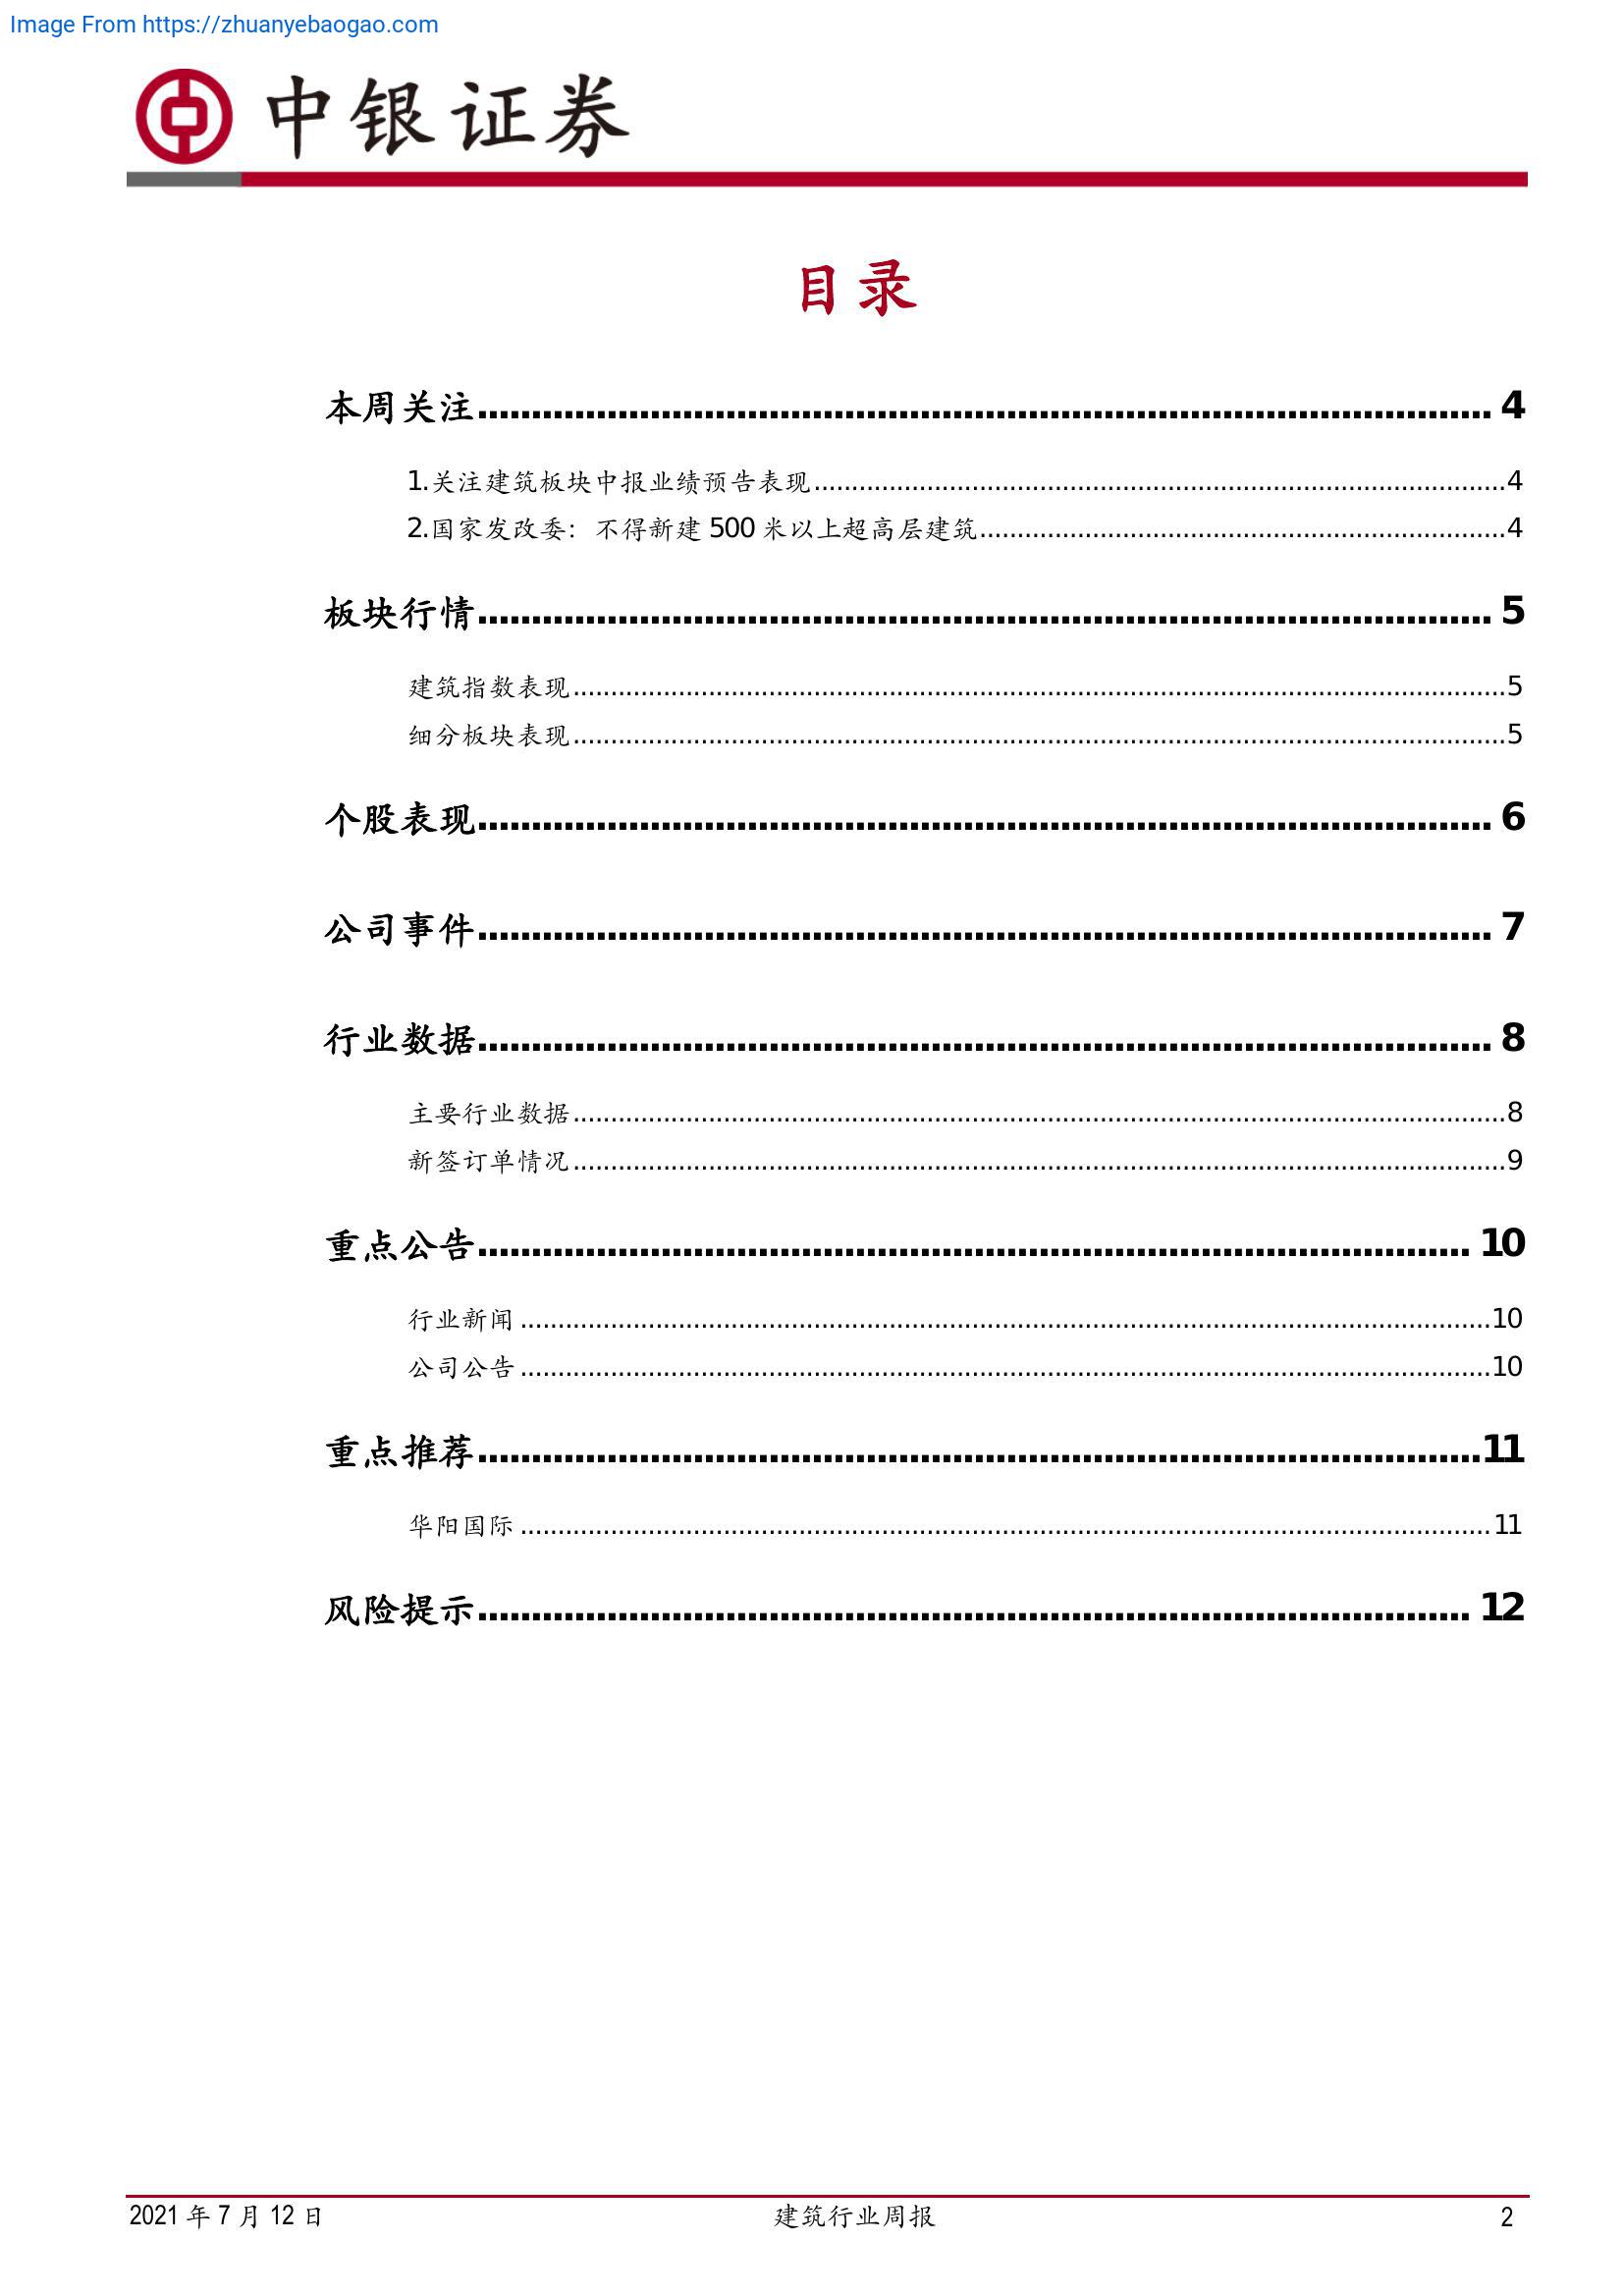 Image From https://zhuanyebaogao.com
中银证券
目录
本周关注 4
1.关注建筑板块中报业绩预告表现 4
2.国家发改委：不得新建 500 米以上超高层建筑 4
板块行情 5
建筑指数表现 5
细分板块表现 5
个股表现 6
公司事件 7
行业数据 8
主要行业数据 8
新签订单情况 9
重点公告 10
行业新闻 10
公司公告 10
重点推荐 11
华阳国际 11
风险提示 12
2021 年 7 月 12 日 建筑行业周报 2